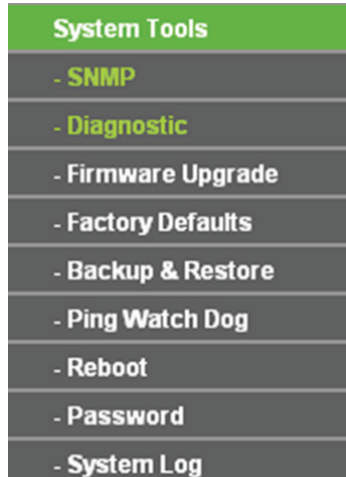 System Tools
- SNMP
- Diagnostic
- Firmware Upgrade
- Factory Defaults
- Backup & Restore
- Ping Watch Dog
- Reboot
- Password
- System Log